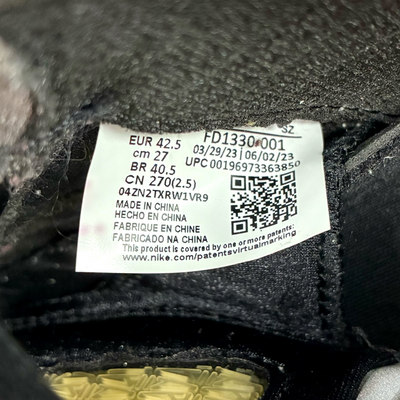 SZ
EUR 42.5 FD1330 001
cm 27 03/29/23 | 06/02/23
BR 40.5 UPC00196973363850
CN 270(2.5)
04ZN2TXRW1VR9
MADE IN CHINA
HECHO EN CHINA
FABRIQUE EN CHINE
FABRICADO NA CHINA
This product is covered by one or more patents:
www.nike.com/patentsvirtualmarking